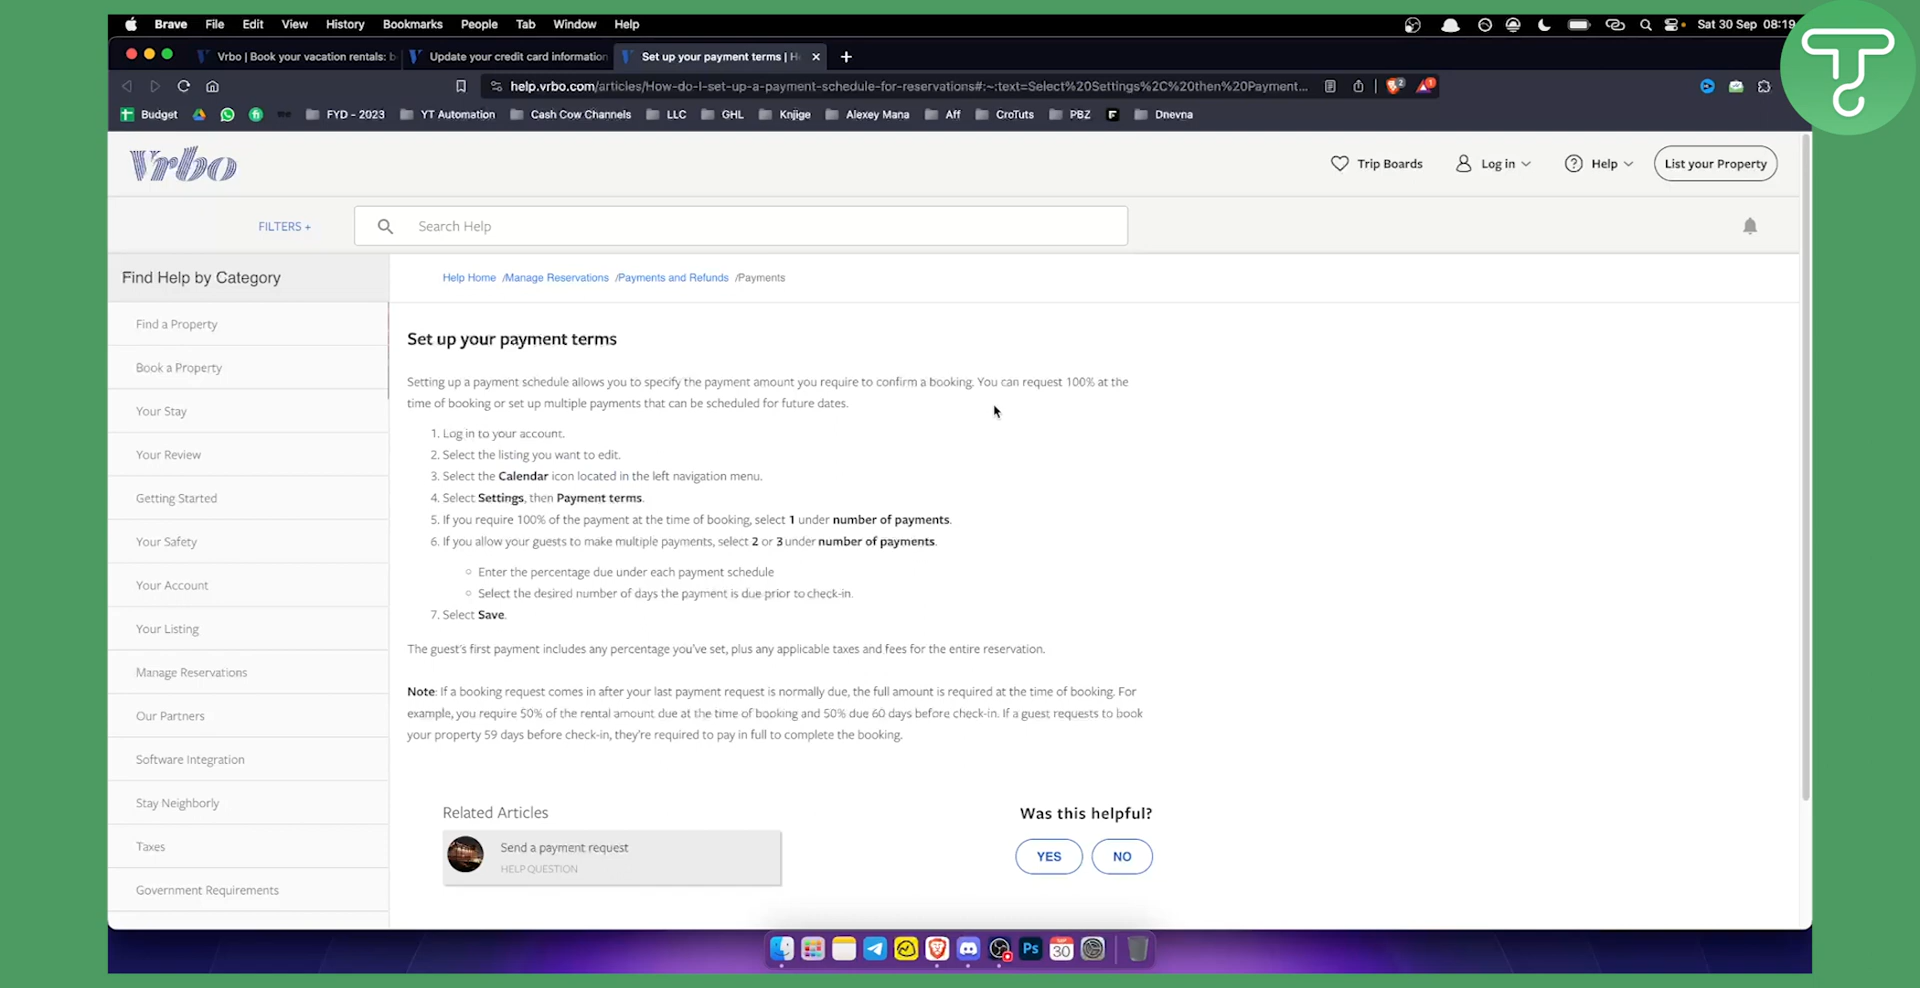 Brave File Edit View History Bookmarks People Tab Window Help Sat 30 Sep 08:19
Vrbo | Book your vacation rentals: b Update your credit card information Set up your payment terms | H
help.vrbo.com/articles/How-do-I-set-up-a-payment-schedule-for-reservations#:~:text=Select%20Settings%2C%20then%20Payment...
Budget FYD - 2023 YT Automation Cash Cow Channels LLC GHL Knjige Alexey Mana Aff CroTuts PBZ Dnevna
Vrbo Trip Boards Log in Help List your Property
FILTERS + Search Help
Find Help by Category
Find a Property
Book a Property
Your Stay
Your Review
Getting Started
Your Safety
Your Account
Your Listing
Manage Reservations
Our Partners
Software Integration
Stay Neighborly
Taxes
Government Requirements
Help Home /Manage Reservations /Payments and Refunds /Payments
Set up your payment terms
Setting up a payment schedule allows you to specify the payment amount you require to confirm a booking. You can request 100% at the
time of booking or set up multiple payments that can be scheduled for future dates.
1. Log in to your account.
2. Select the listing you want to edit.
3. Select the Calendar icon located in the left navigation menu.
4. Select Settings, then Payment terms.
5. If you require 100% of the payment at the time of booking, select 1 under number of payments.
6. If you allow your guests to make multiple payments, select 2 or 3 under number of payments.
Enter the percentage due under each payment schedule
Select the desired number of days the payment is due prior to check-in.
7. Select Save.
The guest's first payment includes any percentage you've set, plus any applicable taxes and fees for the entire reservation.
Note: If a booking request comes in after your last payment request is normally due, the full amount is required at the time of booking. For
example, you require 50% of the rental amount due at the time of booking and 50% due 60 days before check-in. If a guest requests to book
your property 59 days before check-in, they're required to pay in full to complete the booking.
Related Articles
Send a payment request
HELP QUESTION
Was this helpful?
YES NO
Ps 30